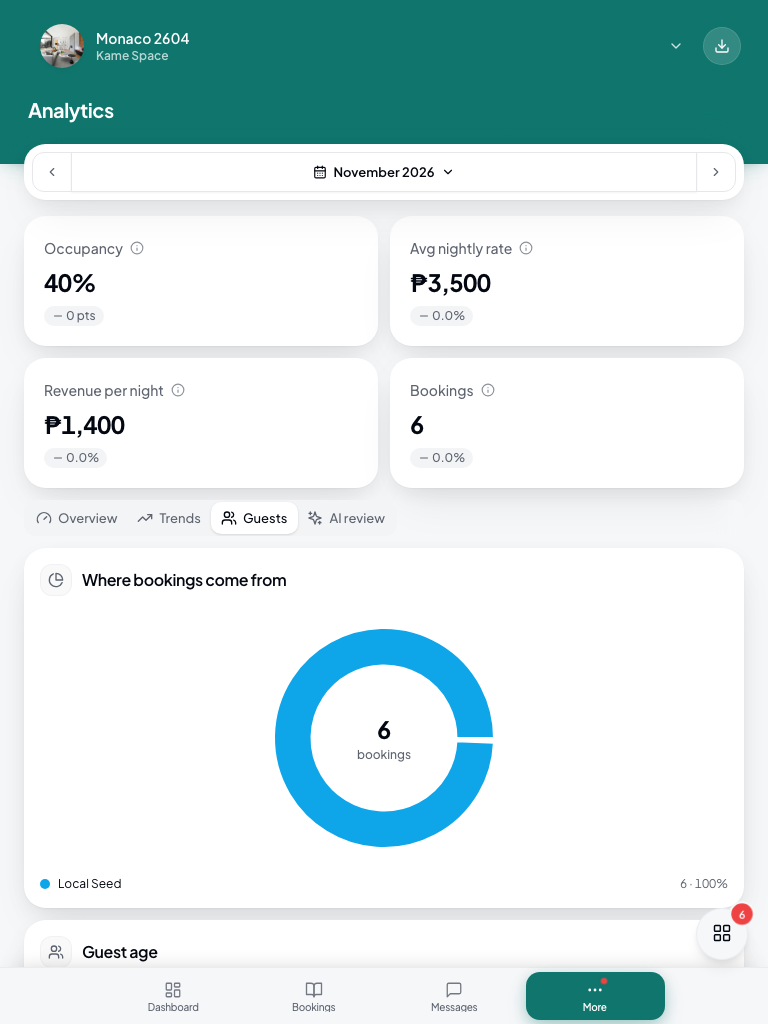 Monaco 2604
Kame Space
Analytics
November 2026
Occupancy
40%
— 0 pts
Avg nightly rate
₱3,500
— 0.0%
Revenue per night
₱1,400
— 0.0%
Bookings
6
— 0.0%
Overview
Trends
Guests
AI review
Where bookings come from
6
bookings
Local Seed
6 · 100%
6
Guest age
Dashboard
Bookings
Messages
More